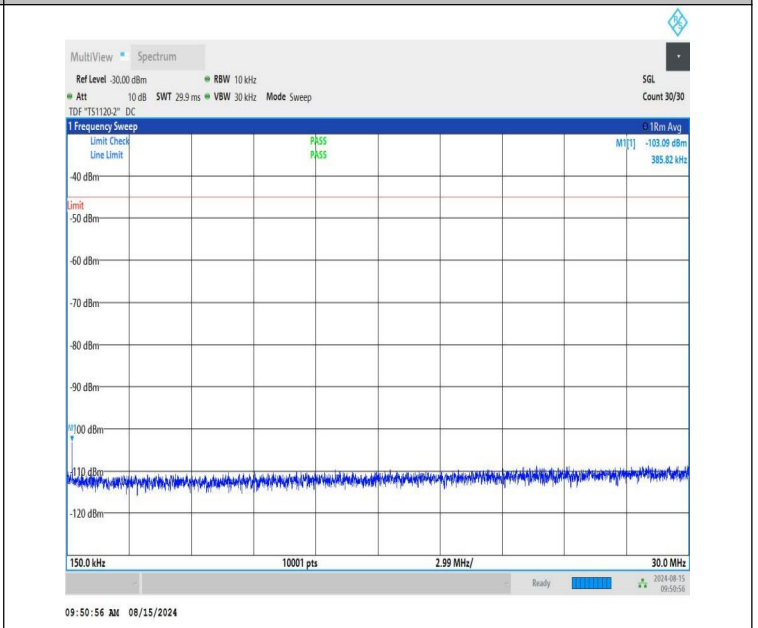 R S
MultiView Spectrum
Ref Level -30.00 dBm RBW 10 kHz SGL
Att 10 dB SWT 29.9 ms VBW 30 kHz Mode Sweep Count 30/30
TDF "TS1120-2" DC
1 Frequency Sweep 1Rm Avg
Limit Check PASS M1[1] -103.09 dBm
Line Limit PASS 385.82 kHz
-40 dBm
Limit
-50 dBm
-60 dBm
-70 dBm
-80 dBm
-90 dBm
M1
-100 dBm
-110 dBm
-120 dBm
150.0 kHz 10001 pts 2.99 MHz/ 30.0 MHz
Ready 2024-08-15
09:50:56
09:50:56 AM 08/15/2024